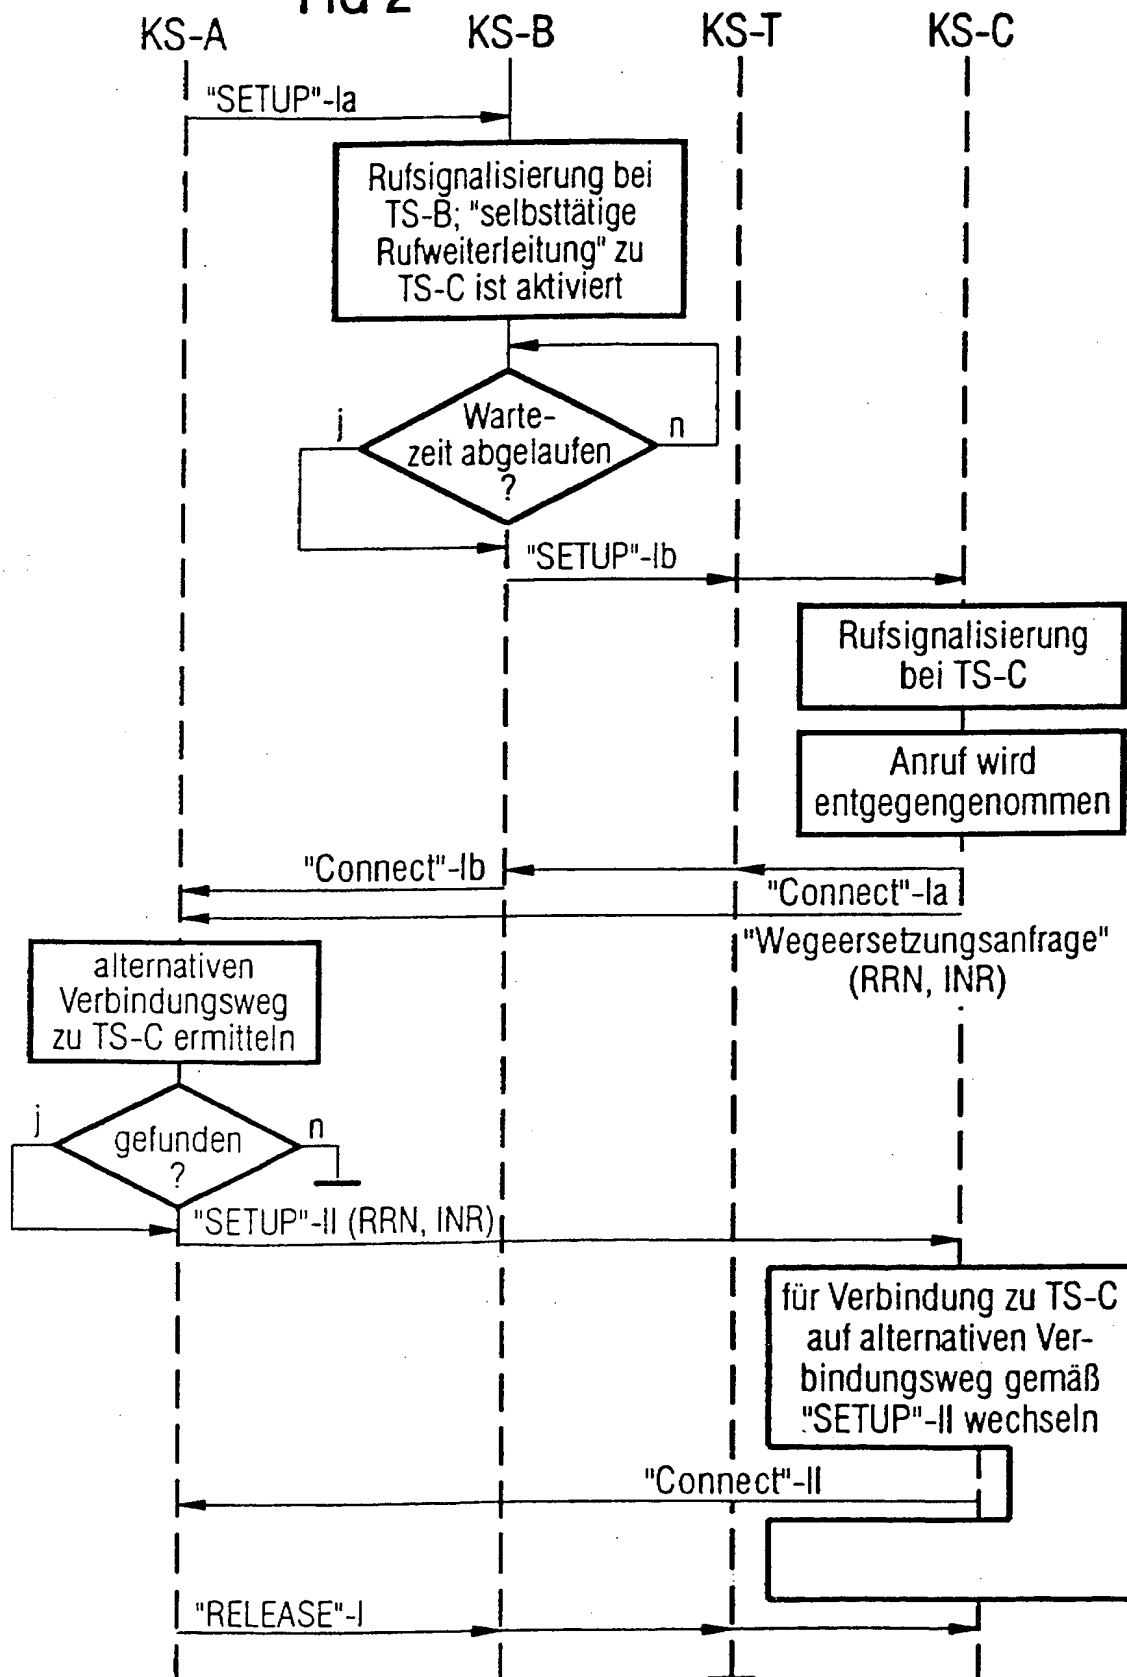 FIG 2
KS-A KS-B KS-T KS-C
"SETUP"-Ia
Rufsignalisierung bei
TS-B; "selbsttätige
Rufweiterleitung" zu
TS-C ist aktiviert
j
Warte-
zeit abgelaufen
?
n
"SETUP"-Ib
Rufsignalisierung
bei TS-C
Anruf wird
entgegengenommen
"Connect"-Ib
"Connect"-Ia
"Wegeersetzungsanfrage"
(RRN, INR)
alternativen
Verbindungsweg
zu TS-C ermitteln
j
gefunden
?
n
"SETUP"-II (RRN, INR)
für Verbindung zu TS-C
auf alternativen Ver-
bindungsweg gemäß
"SETUP"-II wechseln
"Connect"-II
"RELEASE"-I